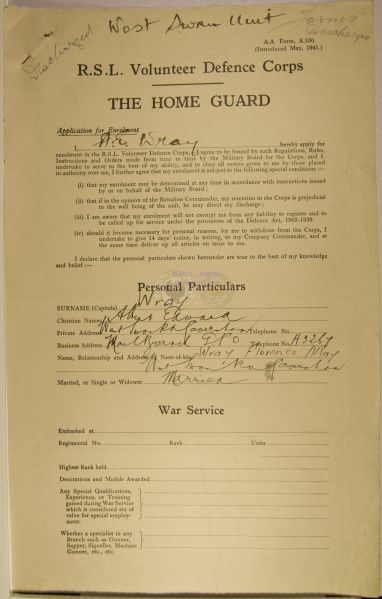 Discharged West Swan Unit
A.A. Form, A.150.
(Introduced May, 1941.)
R.S.L. Volunteer Defence Corps
THE HOME GUARD
Application for Enrolment
I, A E Wray hereby apply for
enrolment in the R.S.L. Volunteer Defence Corps, I agree to be bound by such Regulations, Rules,
Instructions and Orders made from time to time by the Military Board for the Corps, and I
undertake to serve to the best of my ability, and to obey all orders given to me by those placed
in authority over me, I further agree that my enrolment is subject to the following special conditions :—
(i) that my enrolment may be determined at any time in accordance with instructions issued
by or on behalf of the Military Board ;
(ii) that if in the opinion of the Battalion Commander, my retention in the Corps is prejudicial
to the well being of the unit, he may direct my discharge ;
(iii) I am aware that my enrolment will not exempt me from any liability to register and to
be called up for service under the provisions of the Defence Act, 1903-1939.
(iv) should it become necessary for personal reasons, for me to withdraw from the Corps, I
undertake to give 14 days' notice, in writing, to my Company Commander, and at
the same time deliver up all articles on issue to me.
I declare that the personal particulars shown hereunder are true to the best of my knowledge
and belief:—
Personal Particulars
SURNAME (Capitals) Wray
Christian Names Albert Edward
Private Address West Swan Rd Caversham Telephone No.
Business Address Mail Branch GPO Telephone No.
Name, Relationship and Address of Next-of-kin Wray Florence May
West Swan Rd Caversham
Married, or Single or Widower Married
War Service
Embarked at
Regimental No. Rank Units
Highest Rank held
Decorations and Medals Awarded
Any Special Qualifications,
Experience, or Training
gained during War Service
which is considered are of
value for special employ-
ment.
Whether a specialist in any
Branch such as Gunner,
Sapper, Signaller, Machine
Gunner, etc., etc.